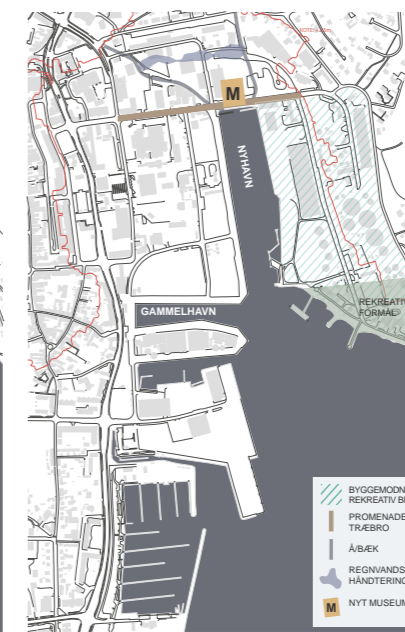 M
NYHAVN
GAMMELHAVN
REKREATIV
FORMÅL
BYGGEMODN
REKREATIV B
PROMENADE
TRÆBRO
Å/BÆK
REGNVANDS
HÅNDTERING
M NYT MUSEUM